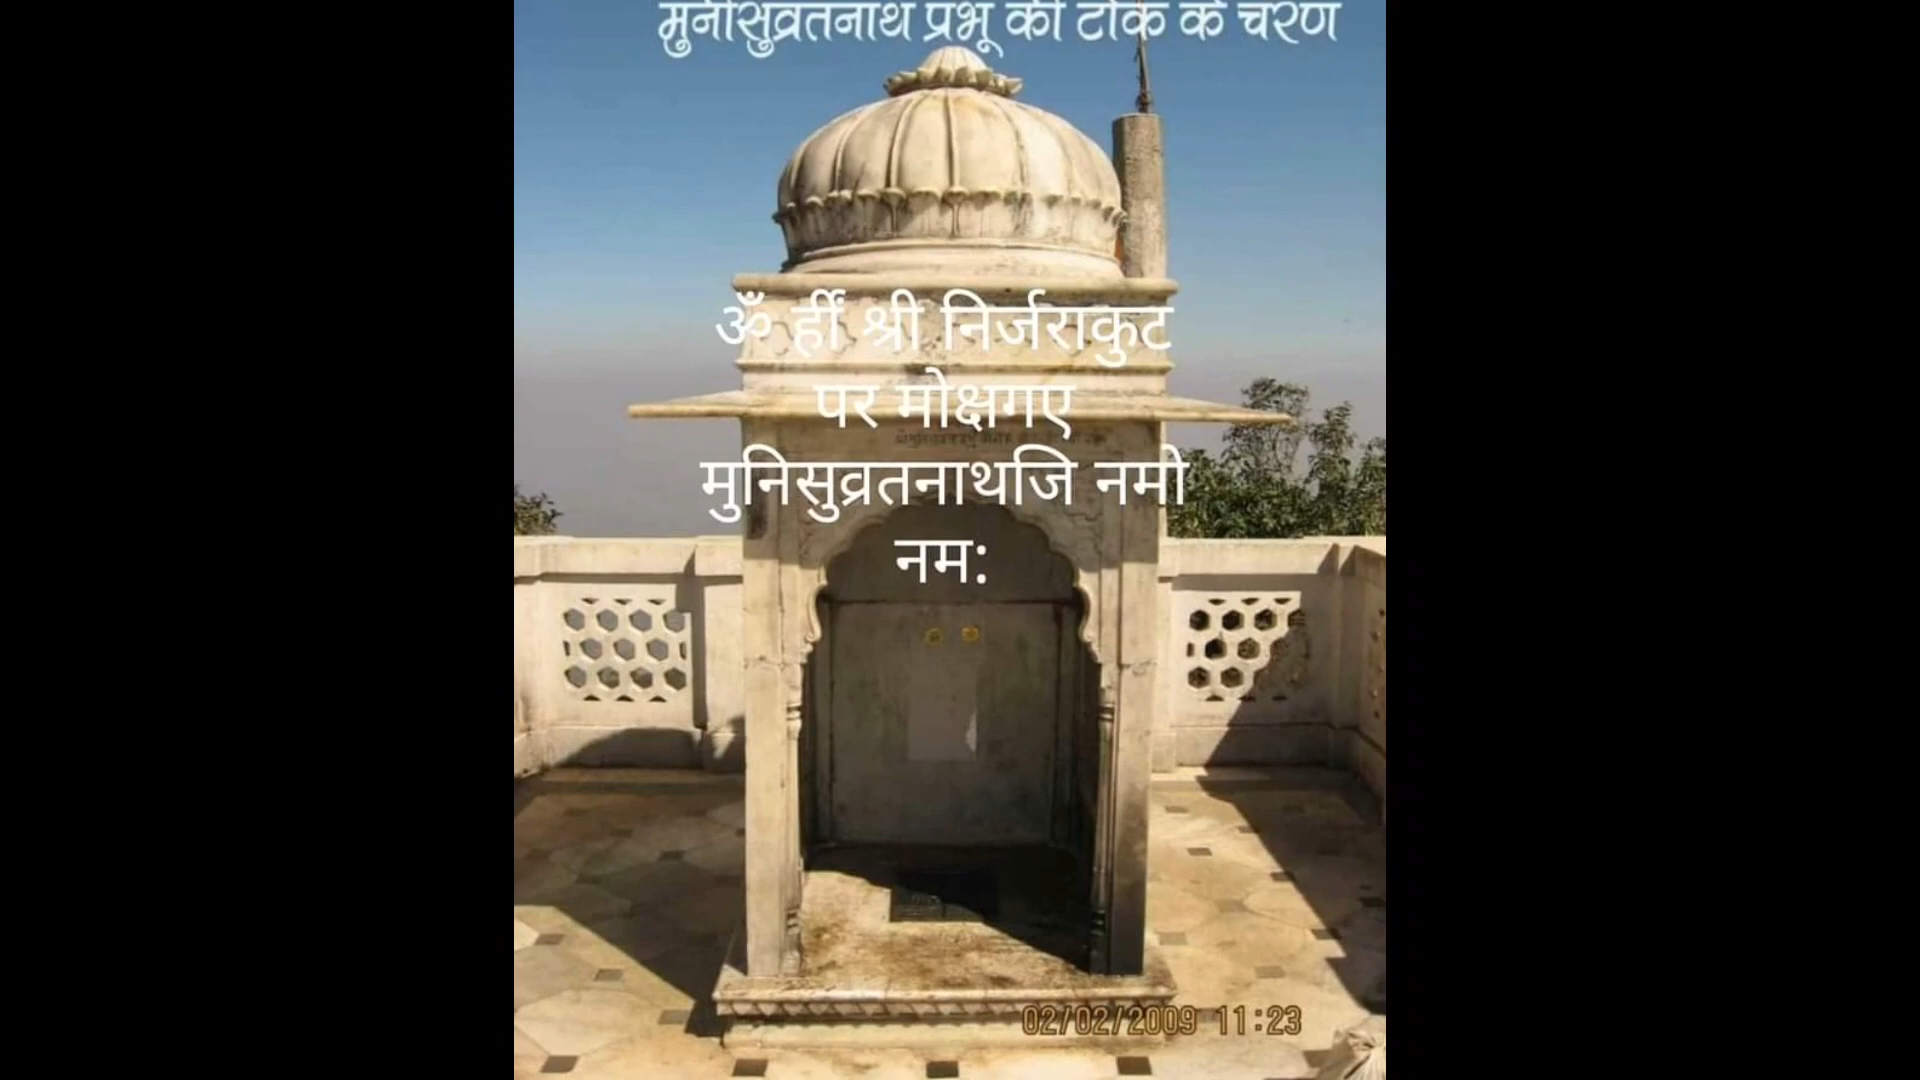 मुनीसुव्रतनाथ प्रभू की टोंक के चरण
ॐ ह्रीं श्री निर्जराकुट
पर मोक्षगए
मुनिसुव्रतनाथजि नमो
नम:
02/02/2009 11:23